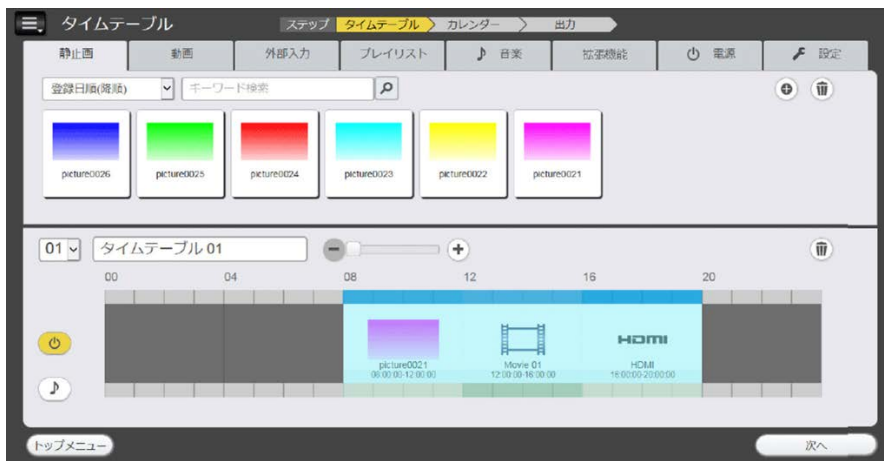 タイムテーブル
ステップ タイムテーブル カレンダー 出力
静止画 動画 外部入力 プレイリスト 音楽 拡張機能 電源 設定
登録日順(降順) キーワード検索
picture0026 picture0025 picture0024 picture0023 picture0022 picture0021
01 タイムテーブル 01
00 04 08 12 16 20
picture0021 Movie 01 HDMI
08:00:00-12:00:00 12:00:00-16:00:00 16:00:00-20:00:00
トップメニュー 次へ